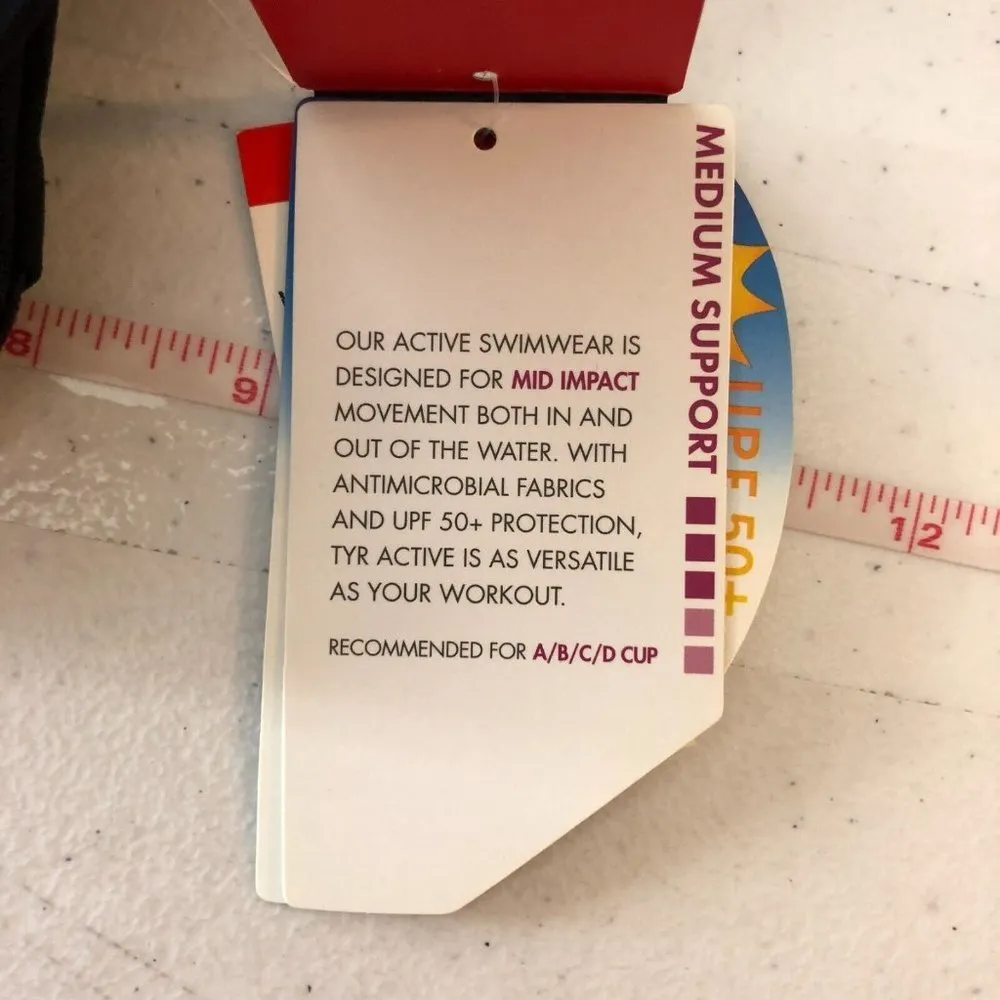 MEDIUM SUPPORT
OUR ACTIVE SWIMWEAR IS
DESIGNED FOR MID IMPACT
MOVEMENT BOTH IN AND
OUT OF THE WATER. WITH
ANTIMICROBIAL FABRICS
AND UPF 50+ PROTECTION,
TYR ACTIVE IS AS VERSATILE
AS YOUR WORKOUT.
RECOMMENDED FOR A/B/C/D CUP
UPF 50+
8
9
12